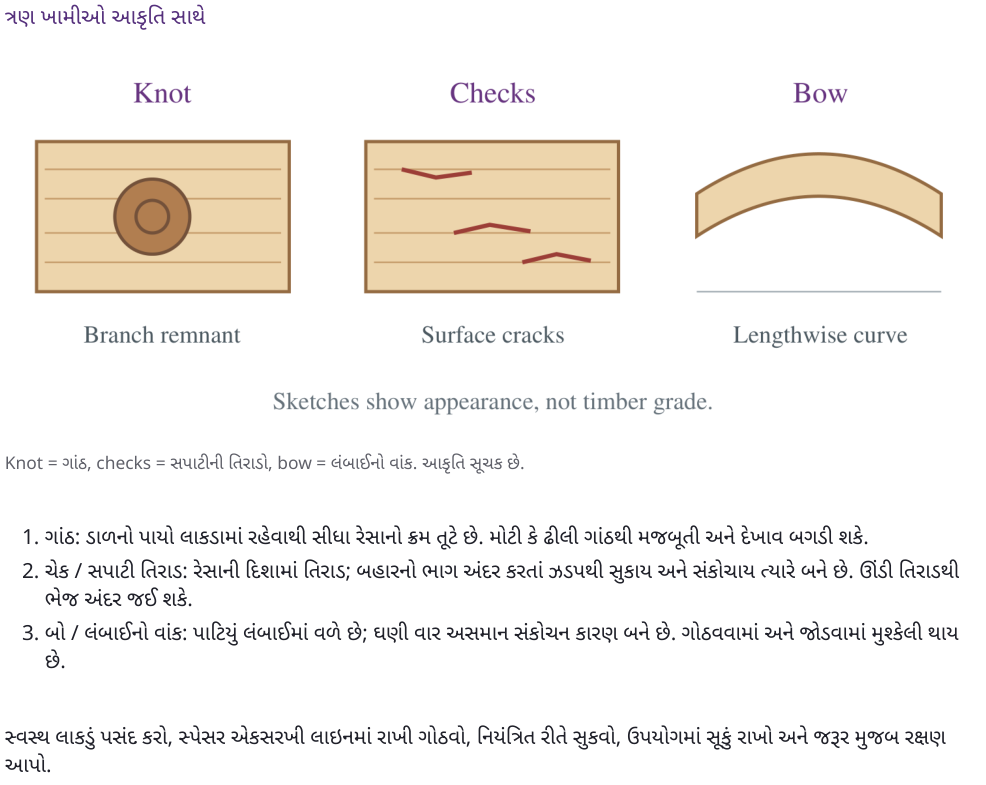 ત્રણ ખામીઓ આકૃતિ સાથે
Knot
Checks
Bow
Branch remnant
Surface cracks
Lengthwise curve
Sketches show appearance, not timber grade.
Knot = ગાંઠ, checks = સપાટીની તિરાડો, bow = લંબાઈનો વાંક. આકૃતિ સૂચક છે.
1. ગાંઠ: ડાળનો પાયો લાકડામાં રહેવાથી સીધા રેસાનો ક્રમ તૂટે છે. મોટી કે ઢીલી ગાંઠથી મજબૂતી અને દેખાવ બગડી શકે.
2. ચેક / સપાટી તિરાડ: રેસાની દિશામાં તિરાડ; બહારનો ભાગ અંદર કરતાં ઝડપથી સુકાય અને સંકોચાય ત્યારે બને છે. ઊંડી તિરાડથી
ભેજ અંદર જઈ શકે.
3. બો / લંબાઈનો વાંક: પાટિયું લંબાઈમાં વળે છે; ઘણી વાર અસમાન સંકોચન કારણ બને છે. ગોઠવવામાં અને જોડવામાં મુશ્કેલી થાય
છે.
સ્વસ્થ લાકડું પસંદ કરો, સ્પેસર એકસરખી લાઇનમાં રાખી ગોઠવો, નિયંત્રિત રીતે સુકવો, ઉપયોગમાં સૂકું રાખો અને જરૂર મુજબ રક્ષણ
આપો.